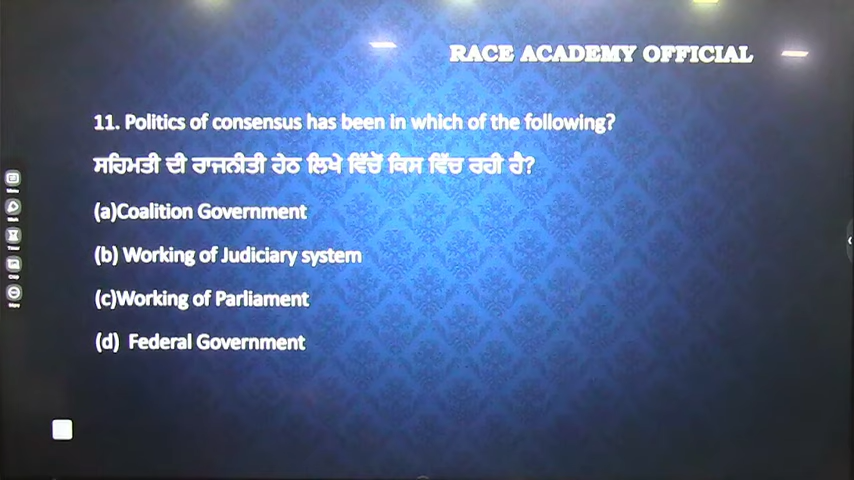 RACE ACADEMY OFFICIAL
11. Politics of consensus has been in which of the following?
ਸਹਿਮਤੀ ਦੀ ਰਾਜਨੀਤੀ ਹੇਠ ਲਿਖੇ ਵਿੱਚੋਂ ਕਿਸ ਵਿੱਚ ਰਹੀ ਹੈ?
(a)Coalition Government
(b) Working of Judiciary system
(c)Working of Parliament
(d) Federal Government